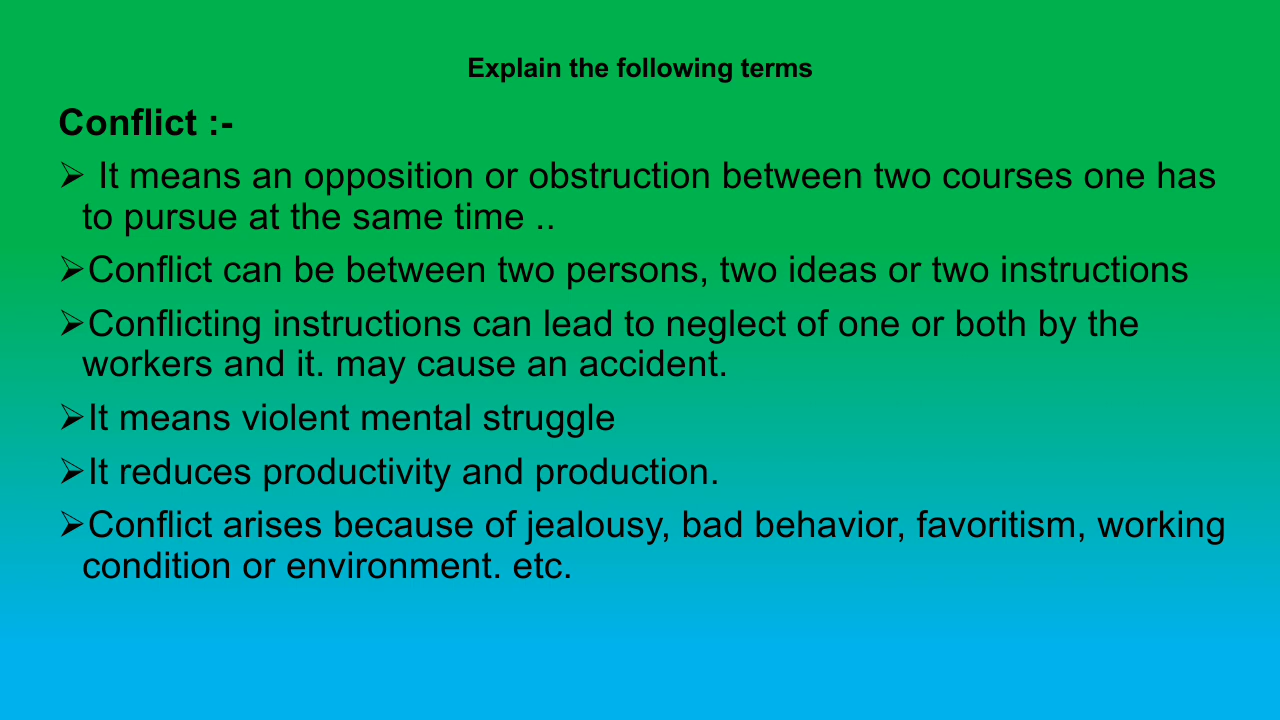 Explain the following terms
Conflict :-
➢ It means an opposition or obstruction between two courses one has
to pursue at the same time ..
➢Conflict can be between two persons, two ideas or two instructions
➢Conflicting instructions can lead to neglect of one or both by the
workers and it. may cause an accident.
➢It means violent mental struggle
➢It reduces productivity and production.
➢Conflict arises because of jealousy, bad behavior, favoritism, working
condition or environment. etc.